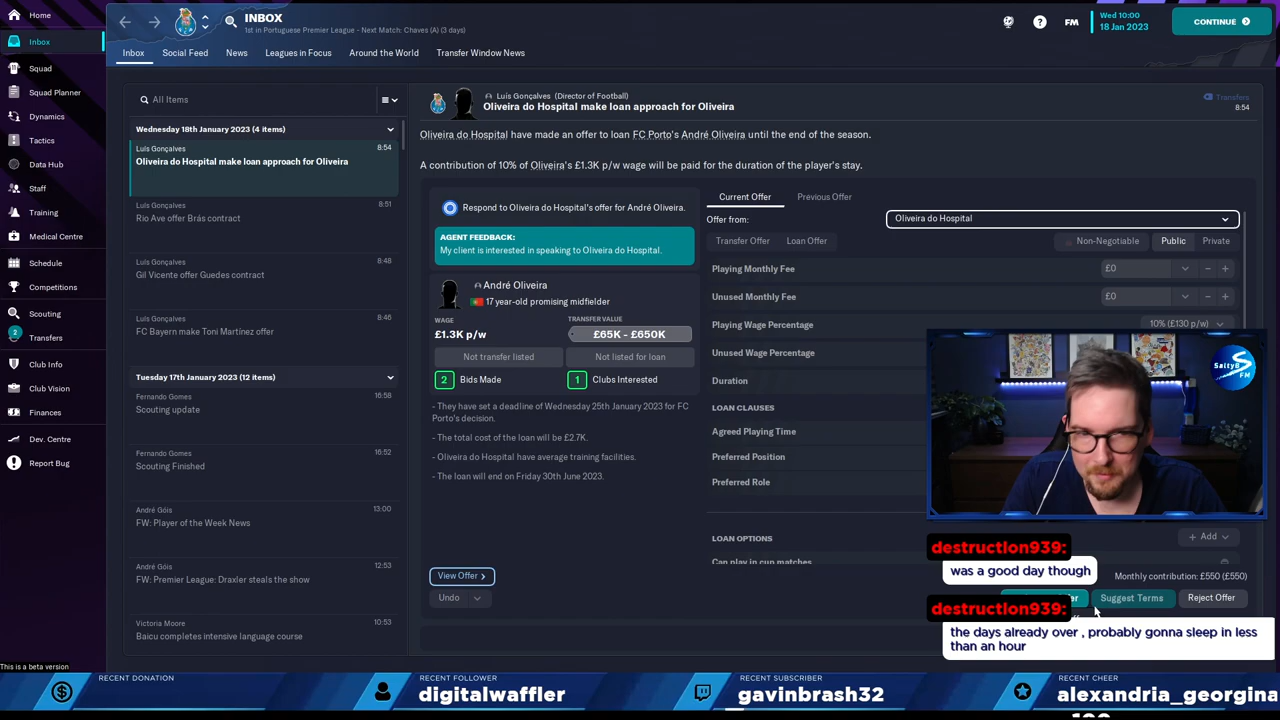 Home
Inbox
Squad
Squad Planner
Dynamics
Tactics
Data Hub
Staff
Training
Medical Centre
Schedule
Competitions
Scouting
2
Transfers
Club Info
Club Vision
Finances
Dev. Centre
Report Bug
This is a beta version
INBOX
1st in Portuguese Premier League - Next Match: Chaves (A) (3 days)
FM
Wed 10:00
18 Jan 2023
CONTINUE
Inbox
Social Feed
News
Leagues in Focus
Around the World
Transfer Window News
All Items
Wednesday 18th January 2023 (4 items)
Luís Gonçalves
8:54
Oliveira do Hospital make loan approach for Oliveira
Luís Gonçalves
8:51
Rio Ave offer Brás contract
Luís Gonçalves
8:48
Gil Vicente offer Guedes contract
Luís Gonçalves
8:46
FC Bayern make Toni Martínez offer
Tuesday 17th January 2023 (12 items)
Fernando Gomes
16:58
Scouting update
Fernando Gomes
16:52
Scouting Finished
André Góis
13:00
FW: Player of the Week News
André Góis
12:53
FW: Premier League: Draxler steals the show
Victoria Moore
10:53
Baicu completes intensive language course
Luís Gonçalves (Director of Football)
Oliveira do Hospital make loan approach for Oliveira
Transfers
8:54
Oliveira do Hospital have made an offer to loan FC Porto's André Oliveira until the end of the season.
A contribution of 10% of Oliveira's £1.3K p/w wage will be paid for the duration of the player's stay.
Respond to Oliveira do Hospital's offer for André Oliveira.
AGENT FEEDBACK:
My client is interested in speaking to Oliveira do Hospital.
André Oliveira
17 year-old promising midfielder
WAGE
£1.3K p/w
TRANSFER VALUE
£65K - £650K
Not transfer listed
Not listed for loan
2 Bids Made
1 Clubs Interested
- They have set a deadline of Wednesday 25th January 2023 for FC
Porto's decision.
- The total cost of the loan will be £2.7K.
- Oliveira do Hospital have average training facilities.
- The loan will end on Friday 30th June 2023.
View Offer
Undo
Current Offer
Previous Offer
Offer from:
Oliveira do Hospital
Transfer Offer
Loan Offer
Non-Negotiable
Public
Private
Playing Monthly Fee
£0
Unused Monthly Fee
£0
Playing Wage Percentage
10% (£130 p/w)
Unused Wage Percentage
Duration
LOAN CLAUSES
Agreed Playing Time
Preferred Position
Preferred Role
LOAN OPTIONS
Add
Can play in cup matches
Monthly contribution: £550 (£550)
Suggest Terms
Reject Offer
Salty
FM
destruct1on939:
was a good day though
destruct1on939:
the days already over , probably gonna sleep in less
than an hour
RECENT DONATION
RECENT FOLLOWER
digitalwaffler
RECENT SUBSCRIBER
gavinbrash32
RECENT CHEER
alexandria_georgina